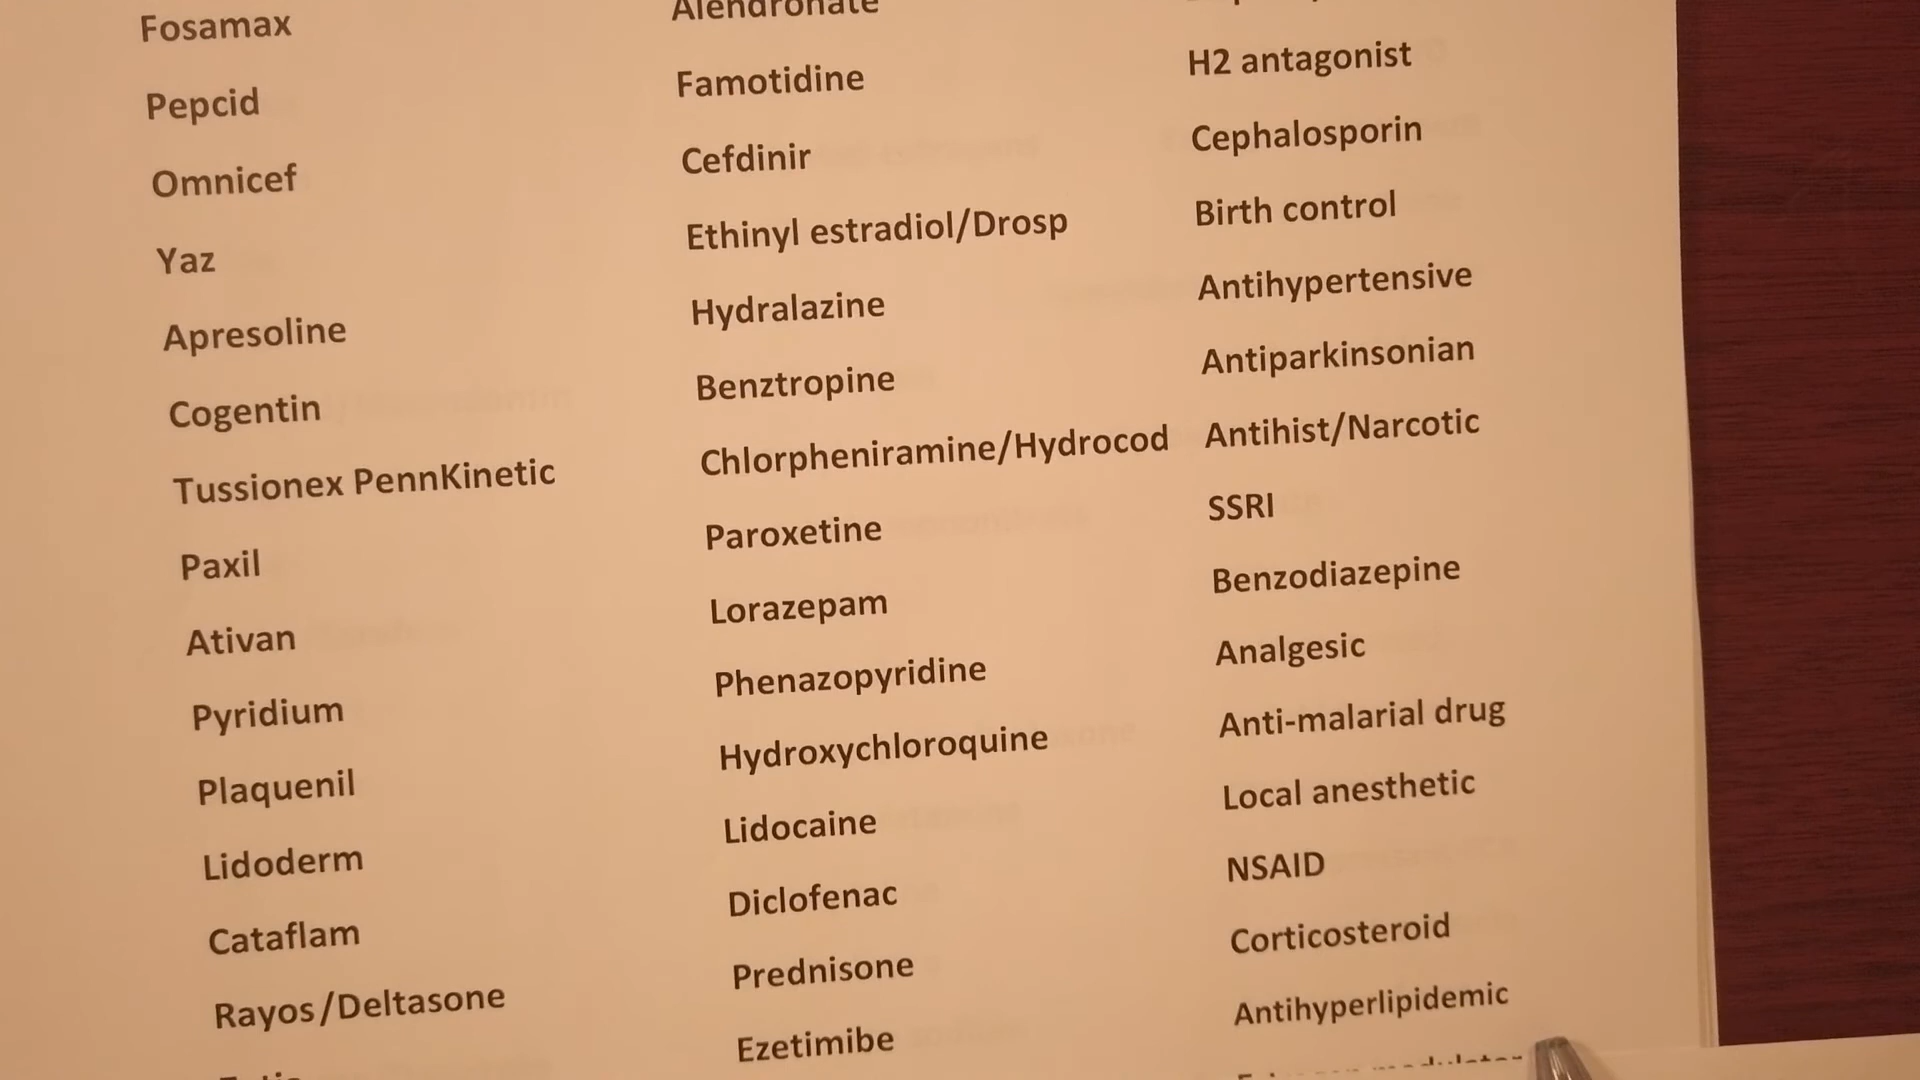 Fosamax Alendronate
Pepcid Famotidine H2 antagonist
Omnicef Cefdinir Cephalosporin
Yaz Ethinyl estradiol/Drosp Birth control
Apresoline Hydralazine Antihypertensive
Cogentin Benztropine Antiparkinsonian
Tussionex PennKinetic Chlorpheniramine/Hydrocod Antihist/Narcotic
Paxil Paroxetine SSRI
Ativan Lorazepam Benzodiazepine
Pyridium Phenazopyridine Analgesic
Plaquenil Hydroxychloroquine Anti-malarial drug
Lidoderm Lidocaine Local anesthetic
Cataflam Diclofenac NSAID
Rayos/Deltasone Prednisone Corticosteroid
Ezetimibe Antihyperlipidemic